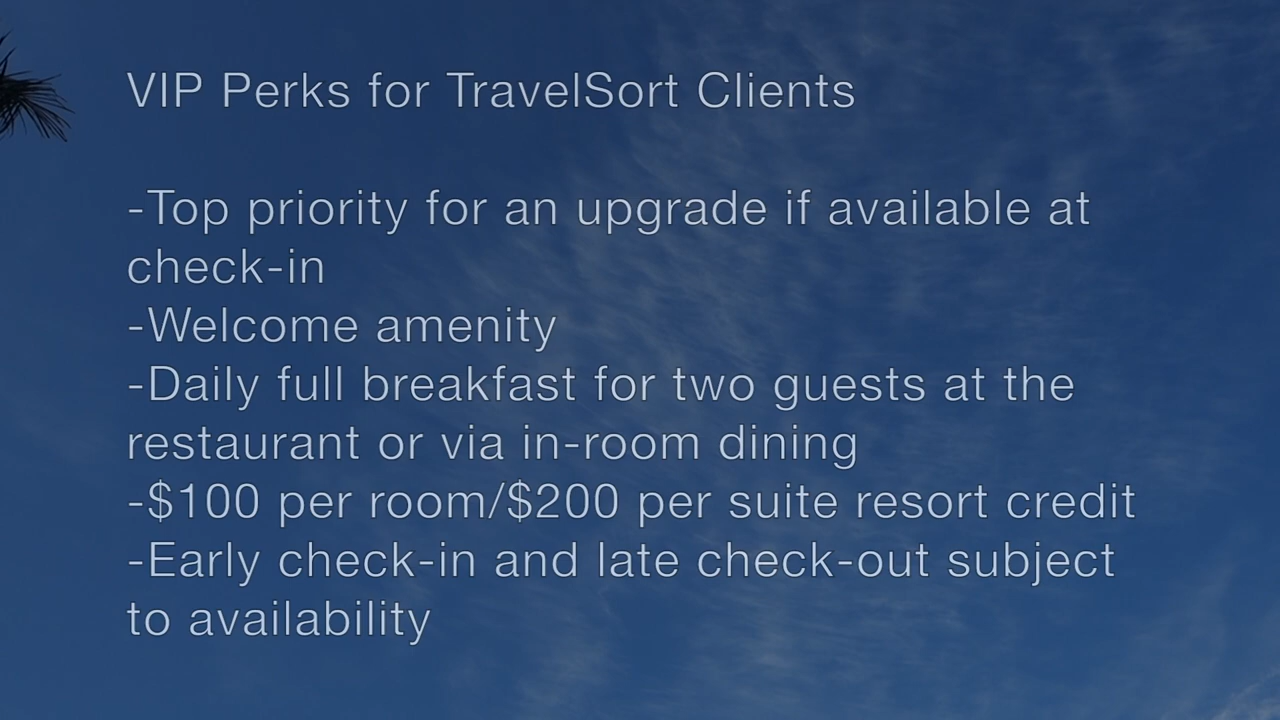 VIP Perks for TravelSort Clients
-Top priority for an upgrade if available at
check-in
-Welcome amenity
-Daily full breakfast for two guests at the
restaurant or via in-room dining
-$100 per room/$200 per suite resort credit
-Early check-in and late check-out subject
to availability